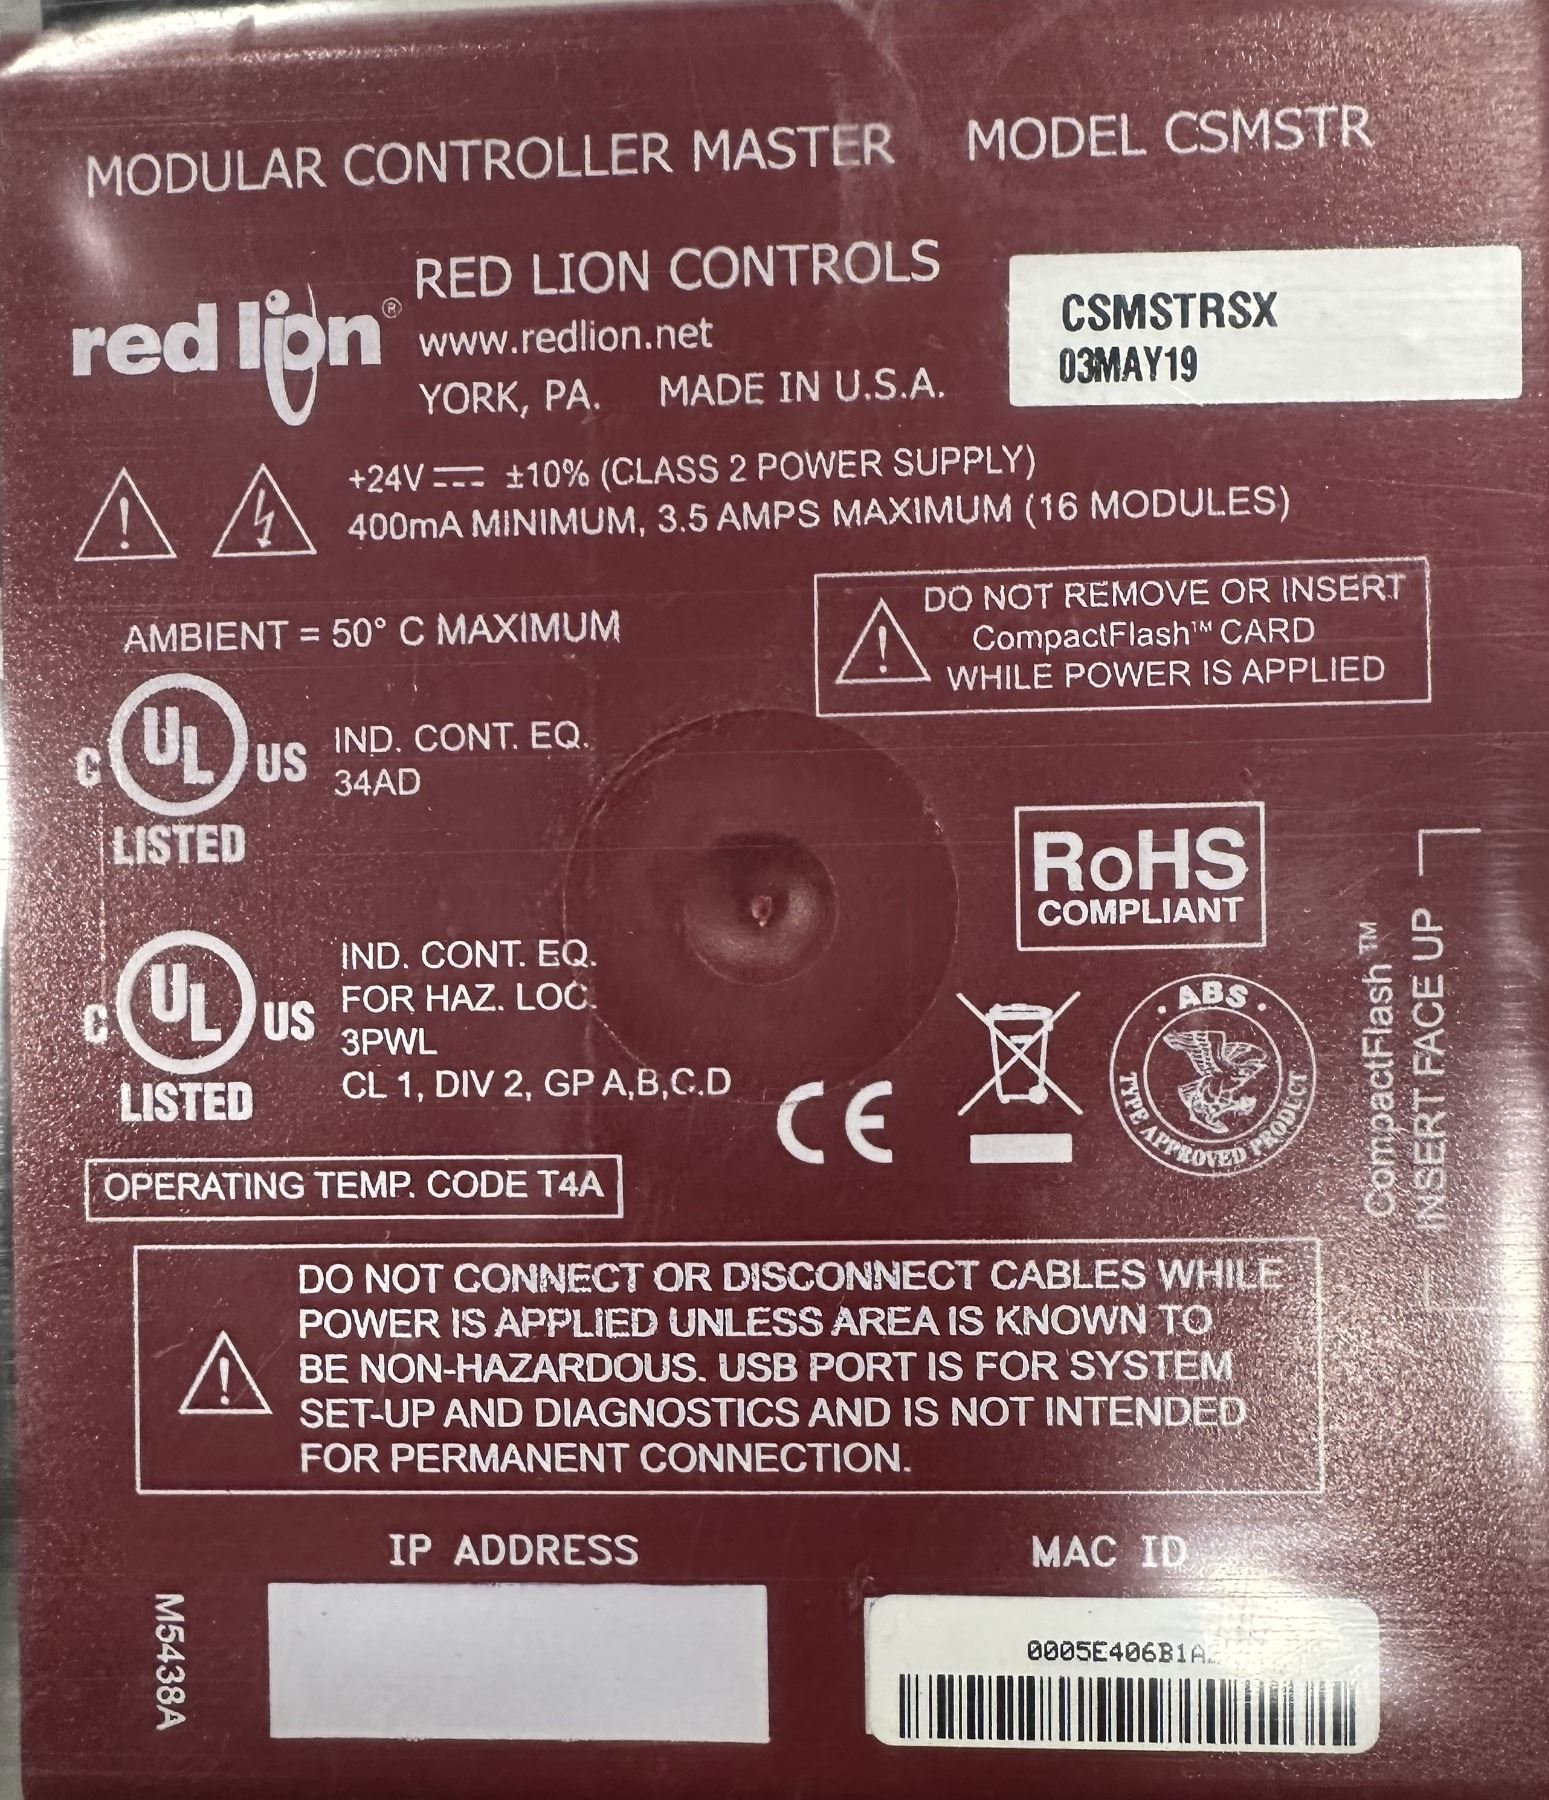 MODULAR CONTROLLER MASTER MODEL CSMSTR
red lion®
RED LION CONTROLS
www.redlion.net
YORK, PA. MADE IN U.S.A.
CSMSTRSX
03MAY19
+24V ⎓ ±10% (CLASS 2 POWER SUPPLY)
400mA MINIMUM, 3.5 AMPS MAXIMUM (16 MODULES)
AMBIENT = 50° C MAXIMUM
DO NOT REMOVE OR INSERT
CompactFlash™ CARD
WHILE POWER IS APPLIED
C UL US
LISTED
IND. CONT. EQ.
34AD
RoHS
COMPLIANT
C UL US
LISTED
IND. CONT. EQ.
FOR HAZ. LOC.
3PWL
CL 1, DIV 2, GP A,B,C.D
CE
· ABS ·
TYPE APPROVED PRODUCT
CompactFlash™
INSERT FACE UP
OPERATING TEMP. CODE T4A
DO NOT CONNECT OR DISCONNECT CABLES WHILE
POWER IS APPLIED UNLESS AREA IS KNOWN TO
BE NON-HAZARDOUS. USB PORT IS FOR SYSTEM
SET-UP AND DIAGNOSTICS AND IS NOT INTENDED
FOR PERMANENT CONNECTION.
IP ADDRESS
MAC ID
M5438A